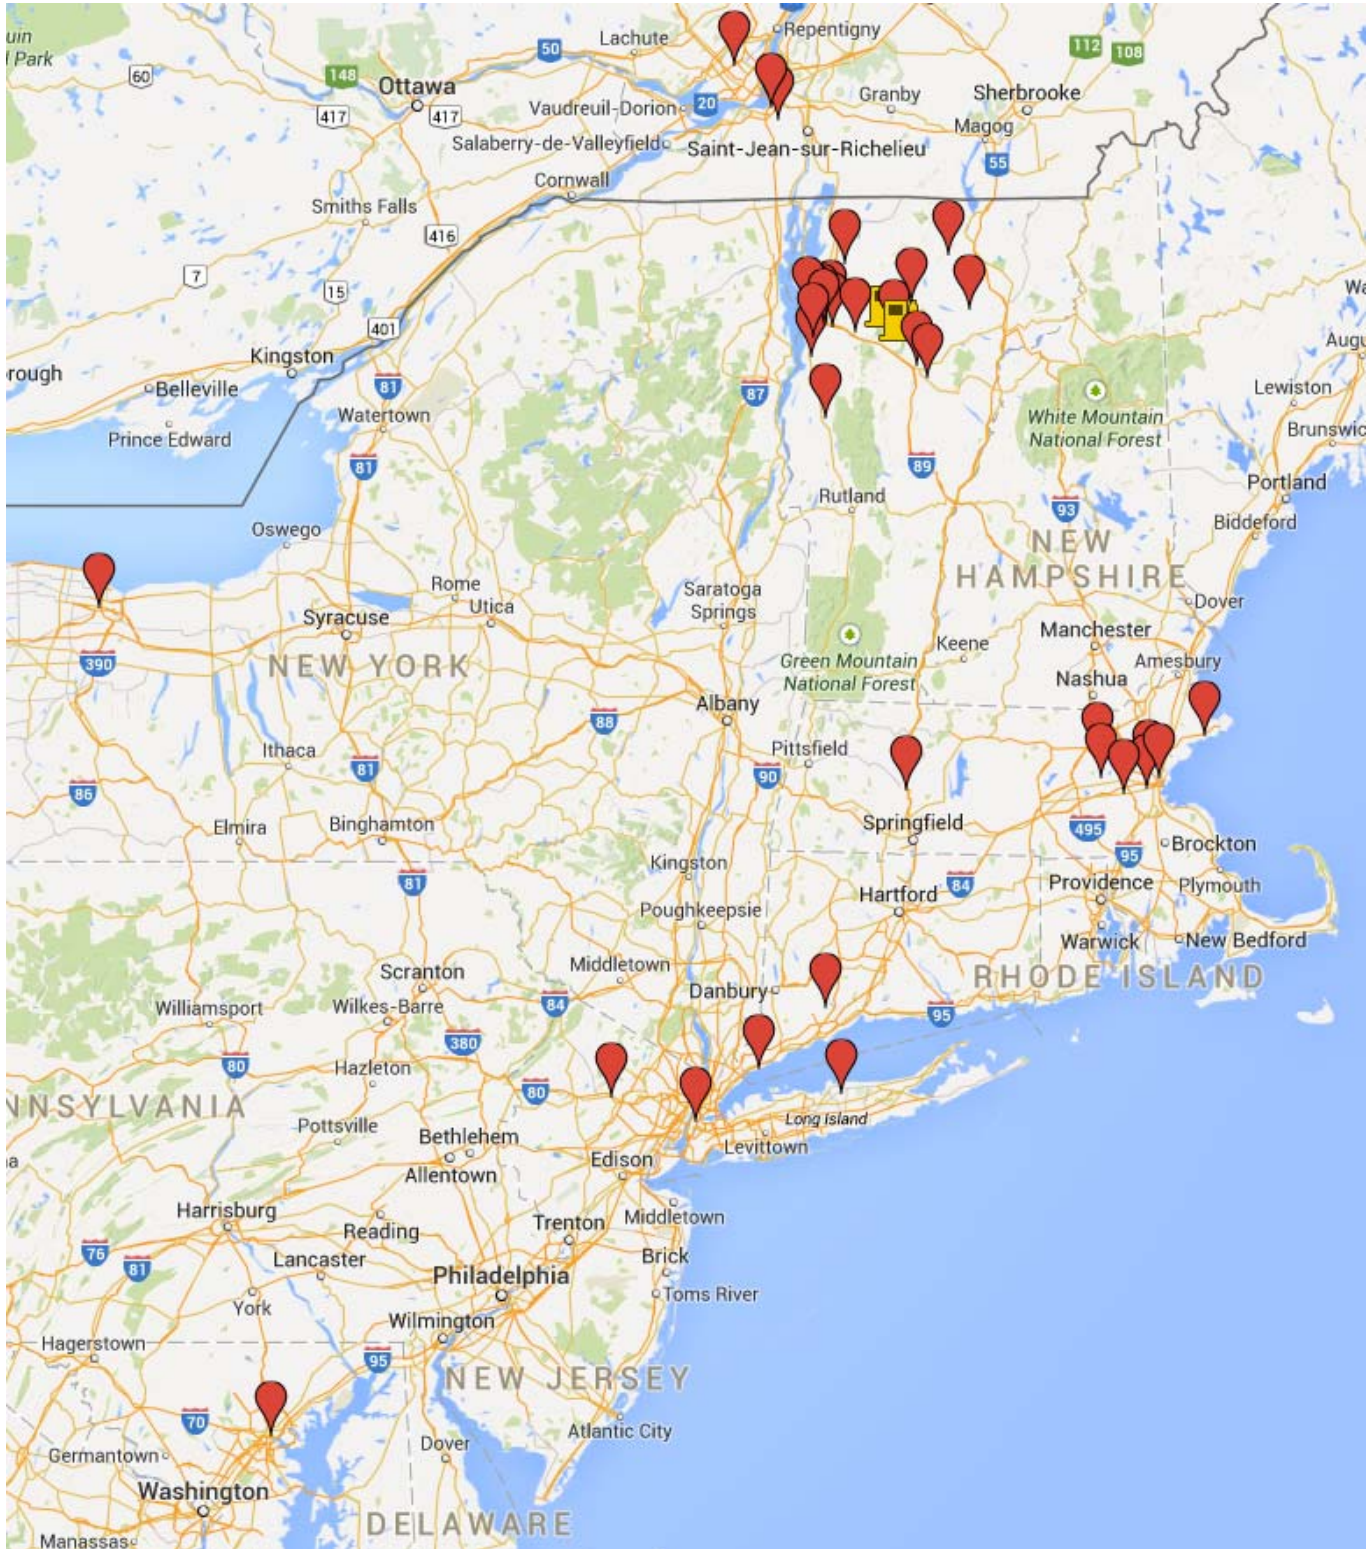 uin
l Park
60
148
Ottawa
417
417
50
Lachute
Repentigny
Vaudreuil-Dorion
20
Granby
Sherbrooke
112
108
Magog
55
Salaberry-de-Valleyfield
Saint-Jean-sur-Richelieu
Cornwall
Smiths Falls
416
7
15
401
Kingston
orough
Belleville
Prince Edward
81
Watertown
81
87
89
White Mountain
National Forest
93
Wa
Augu
Lewiston
Brunswic
Portland
Biddeford
Rutland
Oswego
NEW
HAMPSHIRE
Dover
Rome
Utica
Syracuse
Saratoga
Springs
390
NEW YORK
Green Mountain
National Forest
Keene
Manchester
Amesbury
Nashua
Albany
88
Pittsfield
Ithaca
81
90
86
Elmira
Binghamton
Springfield
495
95
Brockton
81
Kingston
Hartford
84
Providence
Plymouth
Poughkeepsie
Warwick
New Bedford
RHODE ISLAND
Scranton
Middletown
Danbury
Williamsport
Wilkes-Barre
84
95
380
80
Hazleton
80
NNSYLVANIA
Pottsville
Long Island
Levittown
Bethlehem
Allentown
Edison
a
Harrisburg
Reading
Trenton
Middletown
76
81
Lancaster
Philadelphia
Brick
York
Toms River
Wilmington
Hagerstown
95
NEW JERSEY
70
Atlantic City
Germantown
Dover
Washington
DELAWARE
Manassas